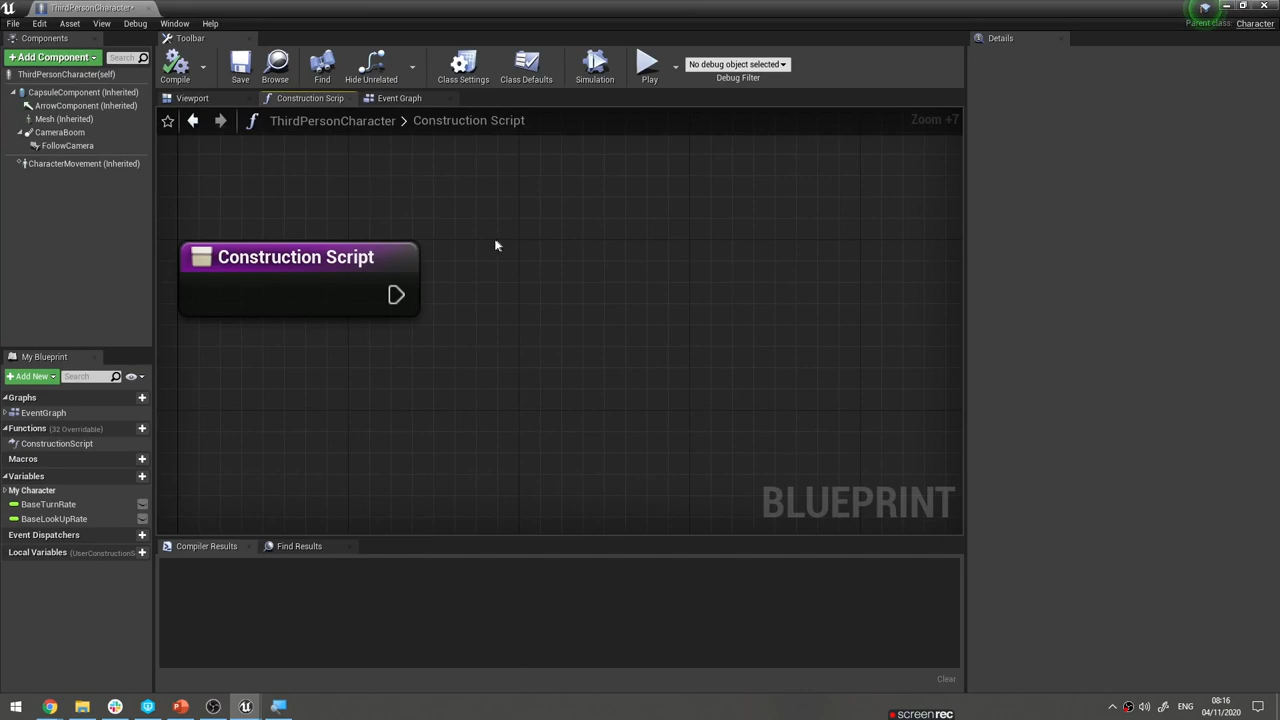 ThirdPersonCharacter*
File Edit Asset View Debug Window Help
Parent class: Character
Components
Toolbar
Details
+Add Component
Search
Compile
Save
Browse
Find
Hide Unrelated
Class Settings
Class Defaults
Simulation
Play
No debug object selected
Debug Filter
ThirdPersonCharacter(self)
CapsuleComponent (Inherited)
ArrowComponent (Inherited)
Mesh (Inherited)
CameraBoom
FollowCamera
CharacterMovement (Inherited)
Viewport
Construction Scrip
Event Graph
ThirdPersonCharacter > Construction Script
Zoom +7
Construction Script
BLUEPRINT
My Blueprint
+Add New
Search
Graphs
EventGraph
Functions (32 Overridable)
ConstructionScript
Macros
Variables
My Character
BaseTurnRate
BaseLookUpRate
Event Dispatchers
Local Variables (UserConstructionS
Compiler Results
Find Results
Clear
ENG
08:16
04/11/2020
screenrec